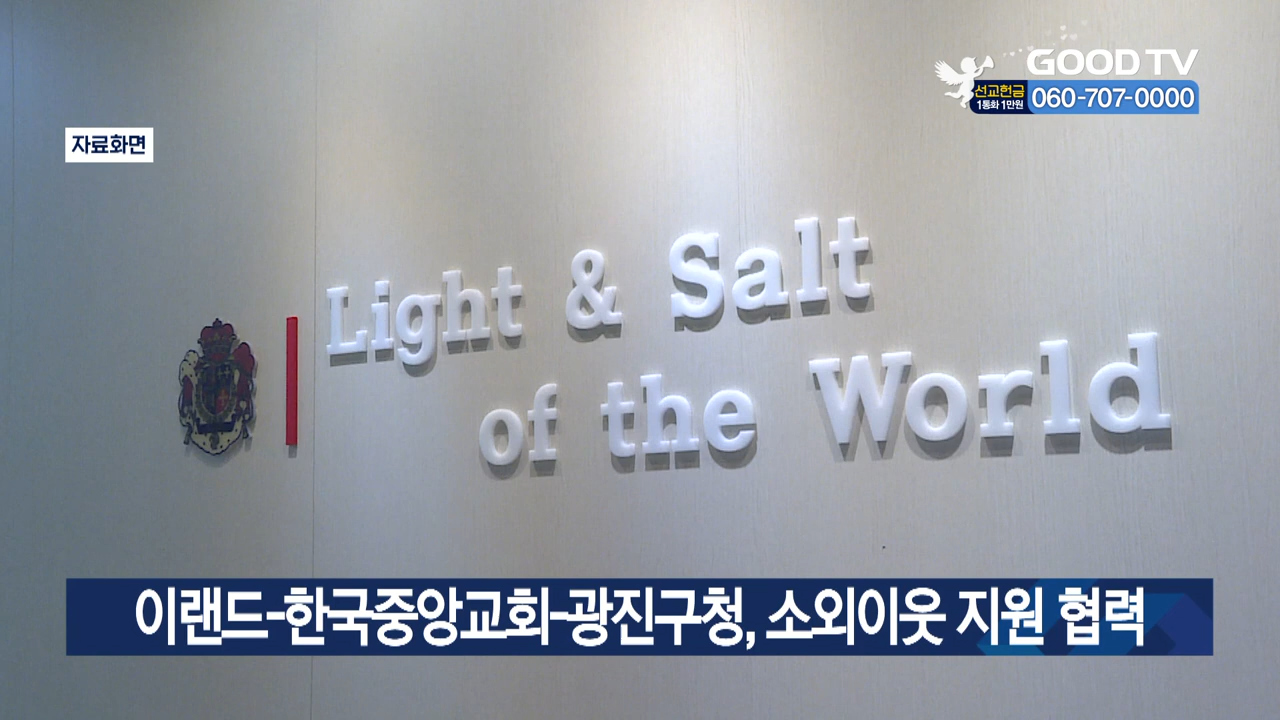 GOOD TV
선교헌금
1통화 1만원
060-707-0000
자료화면
Light & Salt
of the World
이랜드-한국중앙교회-광진구청, 소외이웃 지원 협력